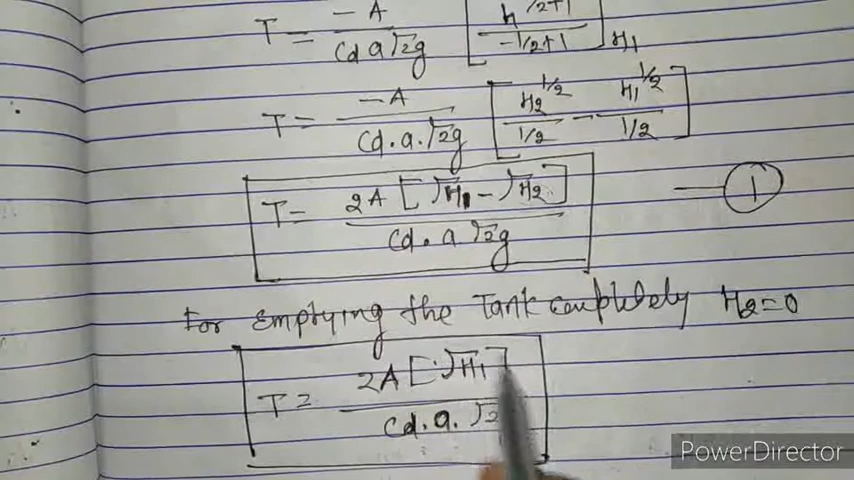 T = -A / Cd a √2g [ h^-1/2+1 / -1/2+1 ] H1
T = -A / Cd . a . √2g [ H2^1/2 / 1/2 - H1^1/2 / 1/2 ]
T = 2A [ √H1 - √H2 ] / Cd . a √2g — 1
For Emptying the Tank completely H2 = 0
T = 2A [ √H1 ] / Cd . a . √2
PowerDirector